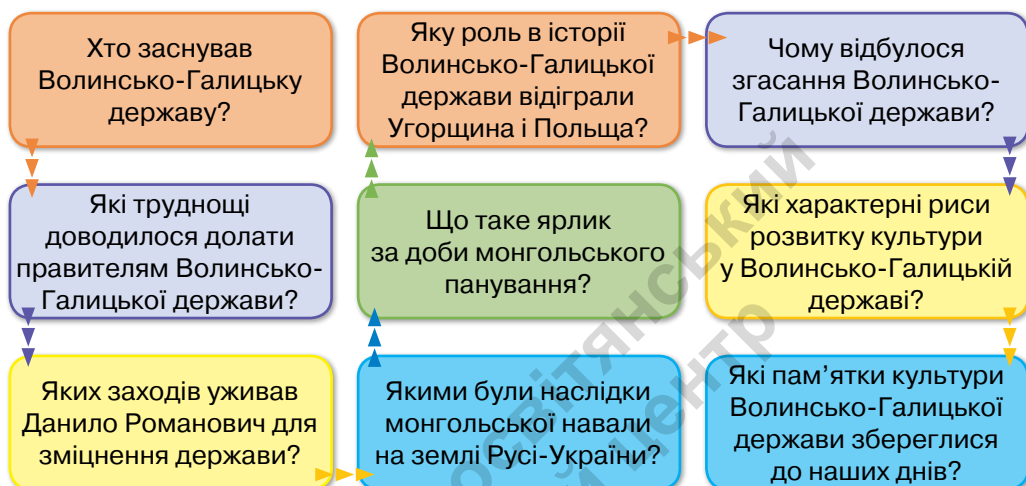 Хто заснував
Волинсько-Галицьку
державу?
Які труднощі
доводилося долати
правителям Волинсько-
Галицької держави?
Яких заходів уживав
Данило Романович для
зміцнення держави?
Якими були наслідки
монгольської навали
на землі Русі-України?
Що таке ярлик
за доби монгольського
панування?
Яку роль в історії
Волинсько-Галицької
держави відіграли
Угорщина і Польща?
Чому відбулося
згасання Волинсько-
Галицької держави?
Які характерні риси
розвитку культури
у Волинсько-Галицькій
державі?
Які пам’ятки культури
Волинсько-Галицької
держави збереглися
до наших днів?